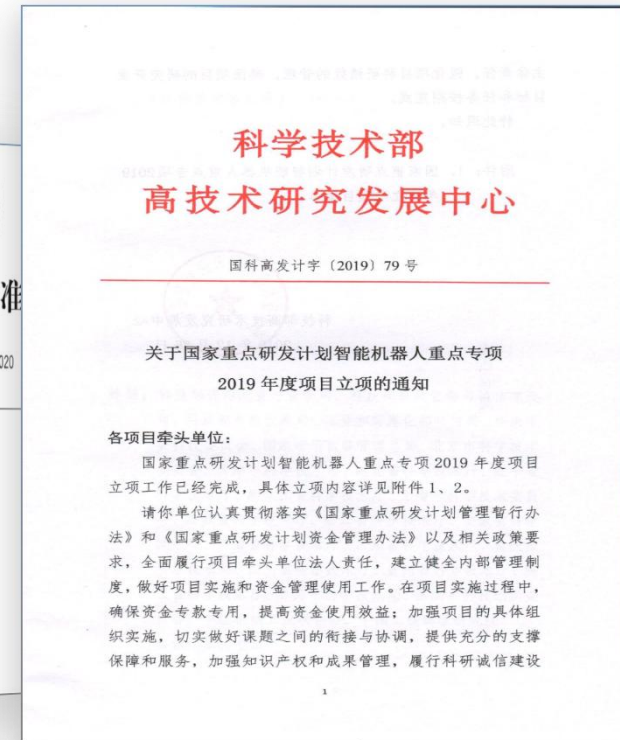 准
020
科学技术部
高技术研究发展中心
国科高发计字〔2019〕79 号
关于国家重点研发计划智能机器人重点专项
2019 年度项目立项的通知
各项目牵头单位：
国家重点研发计划智能机器人重点专项 2019 年度项目
立项工作已经完成，具体立项内容详见附件 1、2。
请你单位认真贯彻落实《国家重点研发计划管理暂行办
法》和《国家重点研发计划资金管理办法》以及相关政策要
求，全面履行项目牵头单位法人责任，建立健全内部管理制
度，做好项目实施和资金管理使用工作。在项目实施过程中，
确保资金专款专用，提高资金使用效益；加强项目的具体组
织实施，切实做好课题之间的衔接与协调，提供充分的支撑
保障和服务，加强知识产权和成果管理，履行科研诚信建设
1